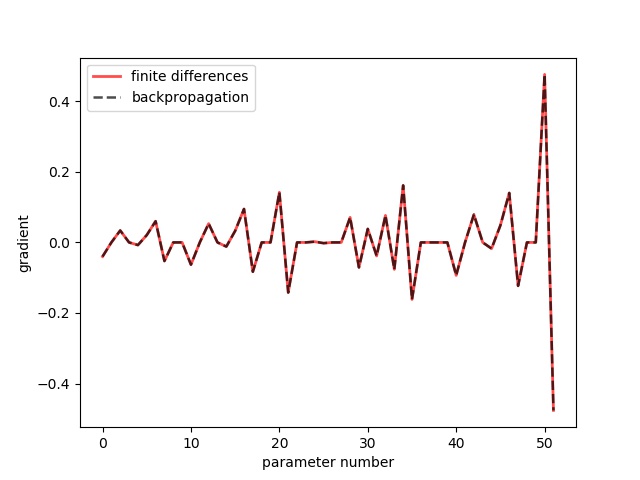 finite differences
backpropagation
0.4
0.2
0.0
−0.2
−0.4
gradient
0 10 20 30 40 50
parameter number